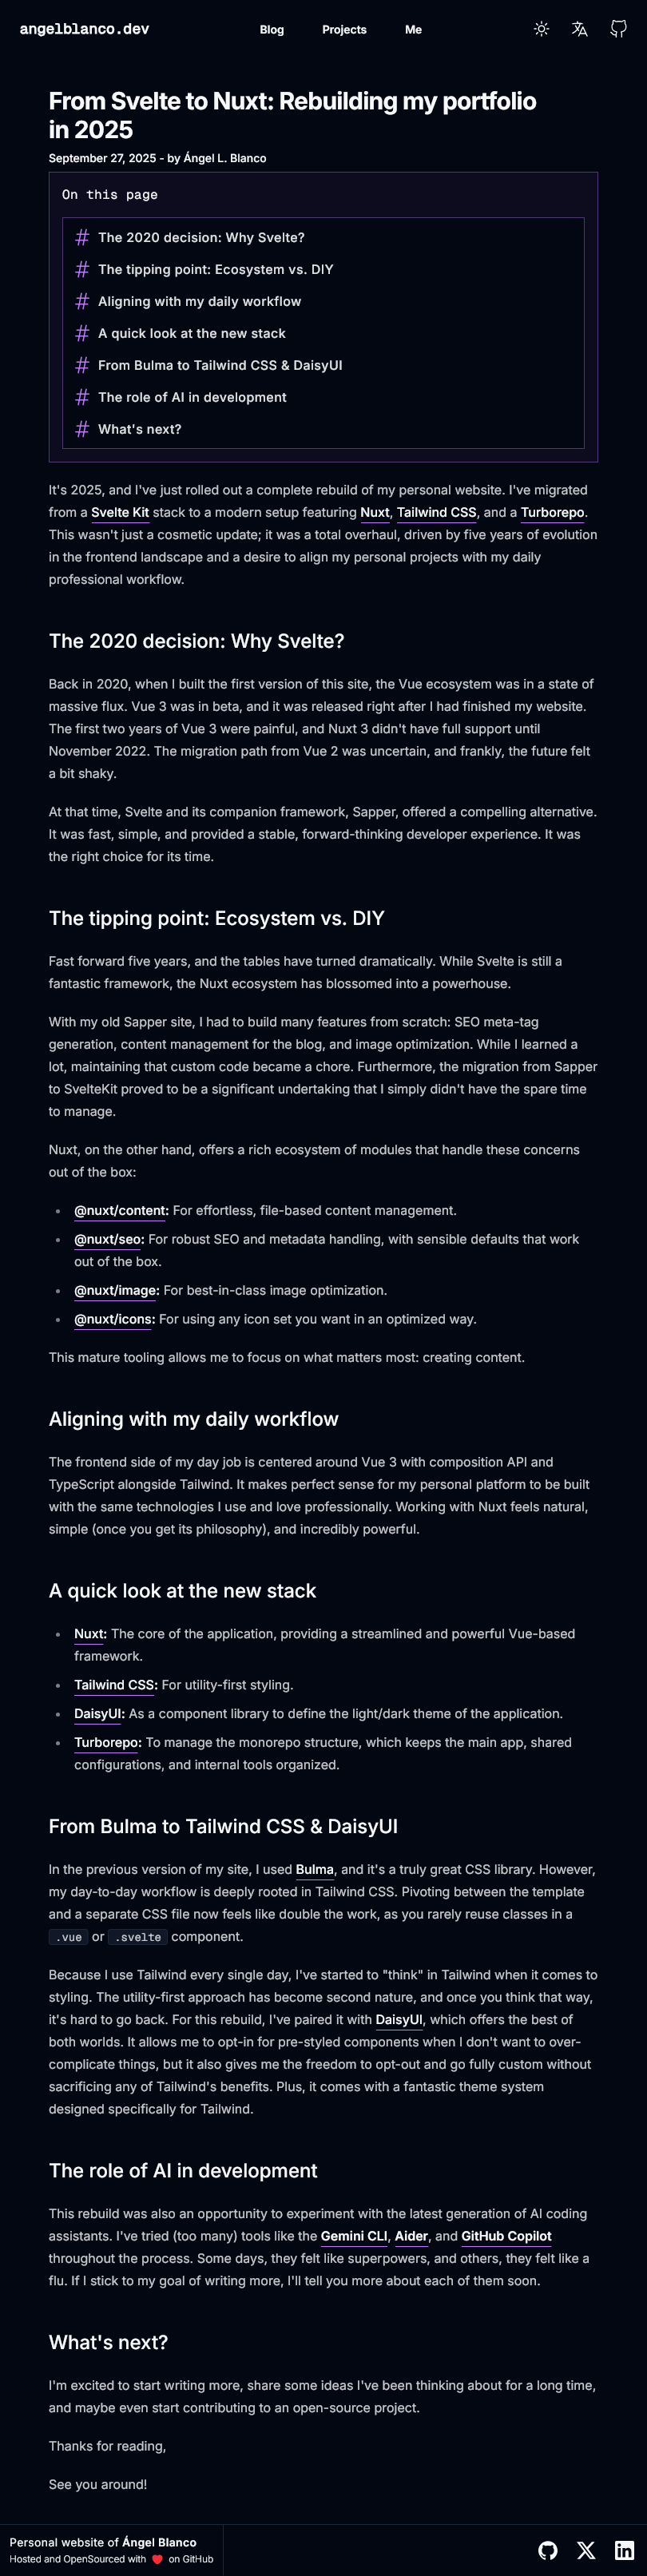 angelblanco.dev
Blog
Projects
Me
From Svelte to Nuxt: Rebuilding my portfolio
in 2025
September 27, 2025 - by Ángel L. Blanco
On this page
# The 2020 decision: Why Svelte?
# The tipping point: Ecosystem vs. DIY
# Aligning with my daily workflow
# A quick look at the new stack
# From Bulma to Tailwind CSS & DaisyUI
# The role of AI in development
# What's next?
It's 2025, and I've just rolled out a complete rebuild of my personal website. I've migrated
from a Svelte Kit stack to a modern setup featuring Nuxt, Tailwind CSS, and a Turborepo.
This wasn't just a cosmetic update; it was a total overhaul, driven by five years of evolution
in the frontend landscape and a desire to align my personal projects with my daily
professional workflow.
The 2020 decision: Why Svelte?
Back in 2020, when I built the first version of this site, the Vue ecosystem was in a state of
massive flux. Vue 3 was in beta, and it was released right after I had finished my website.
The first two years of Vue 3 were painful, and Nuxt 3 didn't have full support until
November 2022. The migration path from Vue 2 was uncertain, and frankly, the future felt
a bit shaky.
At that time, Svelte and its companion framework, Sapper, offered a compelling alternative.
It was fast, simple, and provided a stable, forward-thinking developer experience. It was
the right choice for its time.
The tipping point: Ecosystem vs. DIY
Fast forward five years, and the tables have turned dramatically. While Svelte is still a
fantastic framework, the Nuxt ecosystem has blossomed into a powerhouse.
With my old Sapper site, I had to build many features from scratch: SEO meta-tag
generation, content management for the blog, and image optimization. While I learned a
lot, maintaining that custom code became a chore. Furthermore, the migration from Sapper
to SvelteKit proved to be a significant undertaking that I simply didn't have the spare time
to manage.
Nuxt, on the other hand, offers a rich ecosystem of modules that handle these concerns
out of the box:
• @nuxt/content: For effortless, file-based content management.
• @nuxt/seo: For robust SEO and metadata handling, with sensible defaults that work
out of the box.
• @nuxt/image: For best-in-class image optimization.
• @nuxt/icons: For using any icon set you want in an optimized way.
This mature tooling allows me to focus on what matters most: creating content.
Aligning with my daily workflow
The frontend side of my day job is centered around Vue 3 with composition API and
TypeScript alongside Tailwind. It makes perfect sense for my personal platform to be built
with the same technologies I use and love professionally. Working with Nuxt feels natural,
simple (once you get its philosophy), and incredibly powerful.
A quick look at the new stack
• Nuxt: The core of the application, providing a streamlined and powerful Vue-based
framework.
• Tailwind CSS: For utility-first styling.
• DaisyUI: As a component library to define the light/dark theme of the application.
• Turborepo: To manage the monorepo structure, which keeps the main app, shared
configurations, and internal tools organized.
From Bulma to Tailwind CSS & DaisyUI
In the previous version of my site, I used Bulma, and it's a truly great CSS library. However,
my day-to-day workflow is deeply rooted in Tailwind CSS. Pivoting between the template
and a separate CSS file now feels like double the work, as you rarely reuse classes in a
.vue or .svelte component.
Because I use Tailwind every single day, I've started to "think" in Tailwind when it comes to
styling. The utility-first approach has become second nature, and once you think that way,
it's hard to go back. For this rebuild, I've paired it with DaisyUI, which offers the best of
both worlds. It allows me to opt-in for pre-styled components when I don't want to over-
complicate things, but it also gives me the freedom to opt-out and go fully custom without
sacrificing any of Tailwind's benefits. Plus, it comes with a fantastic theme system
designed specifically for Tailwind.
The role of AI in development
This rebuild was also an opportunity to experiment with the latest generation of AI coding
assistants. I've tried (too many) tools like the Gemini CLI, Aider, and GitHub Copilot
throughout the process. Some days, they felt like superpowers, and others, they felt like a
flu. If I stick to my goal of writing more, I'll tell you more about each of them soon.
What's next?
I'm excited to start writing more, share some ideas I've been thinking about for a long time,
and maybe even start contributing to an open-source project.
Thanks for reading,
See you around!
Personal website of Ángel Blanco
Hosted and OpenSourced with ❤️ on GitHub